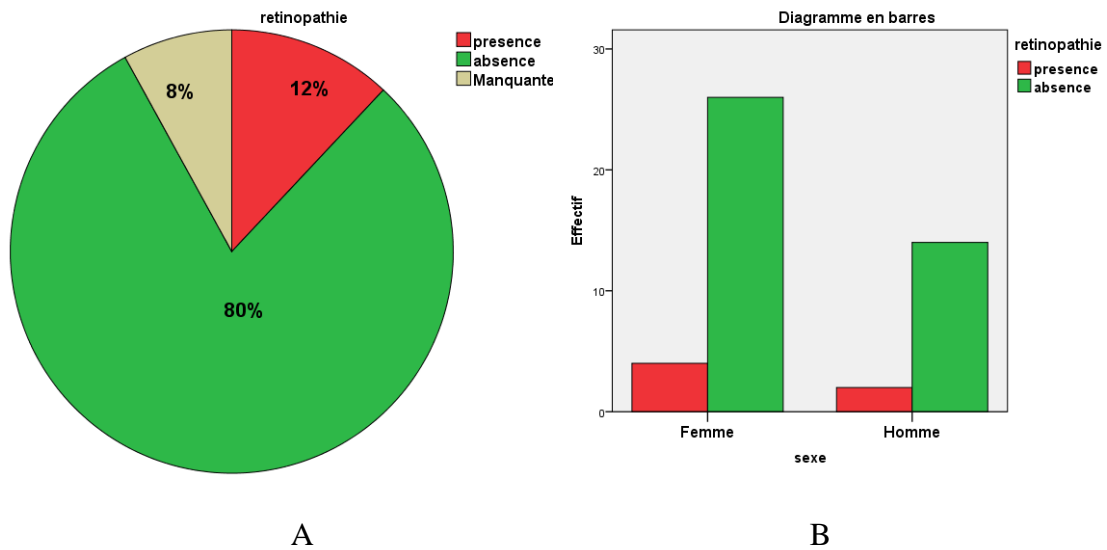 retinopathie
presence
absence
Manquante
8%
12%
80%
A
Diagramme en barres
retinopathie
presence
absence
Effectif
30
20
10
0
Femme
Homme
sexe
B